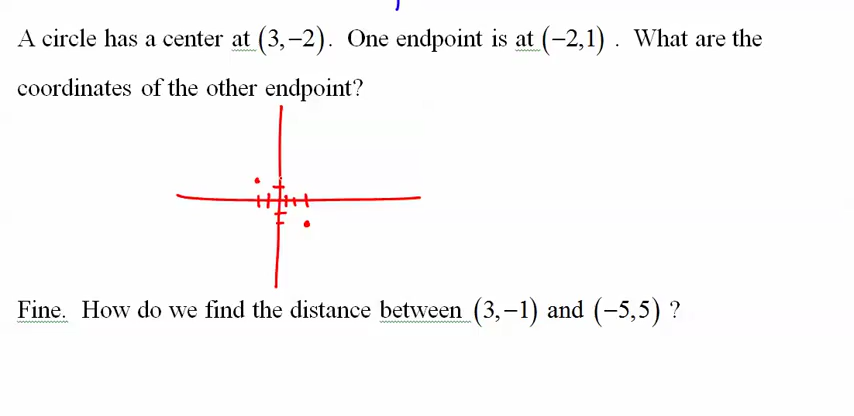 A circle has a center at (3,−2). One endpoint is at (−2,1) . What are the
coordinates of the other endpoint?
Fine. How do we find the distance between (3,−1) and (−5,5) ?